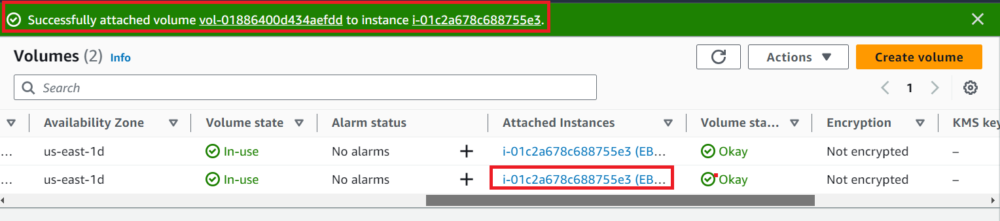 Successfully attached volume vol-01886400d434aefdd to instance i-01c2a678c688755e3.
Volumes (2) Info
Actions
Create volume
Search
1
Availability Zone Volume state Alarm status Attached Instances Volume sta... Encryption KMS key
... us-east-1d In-use No alarms + i-01c2a678c688755e3 (EB... Okay Not encrypted –
... us-east-1d In-use No alarms + i-01c2a678c688755e3 (EB... Okay Not encrypted –